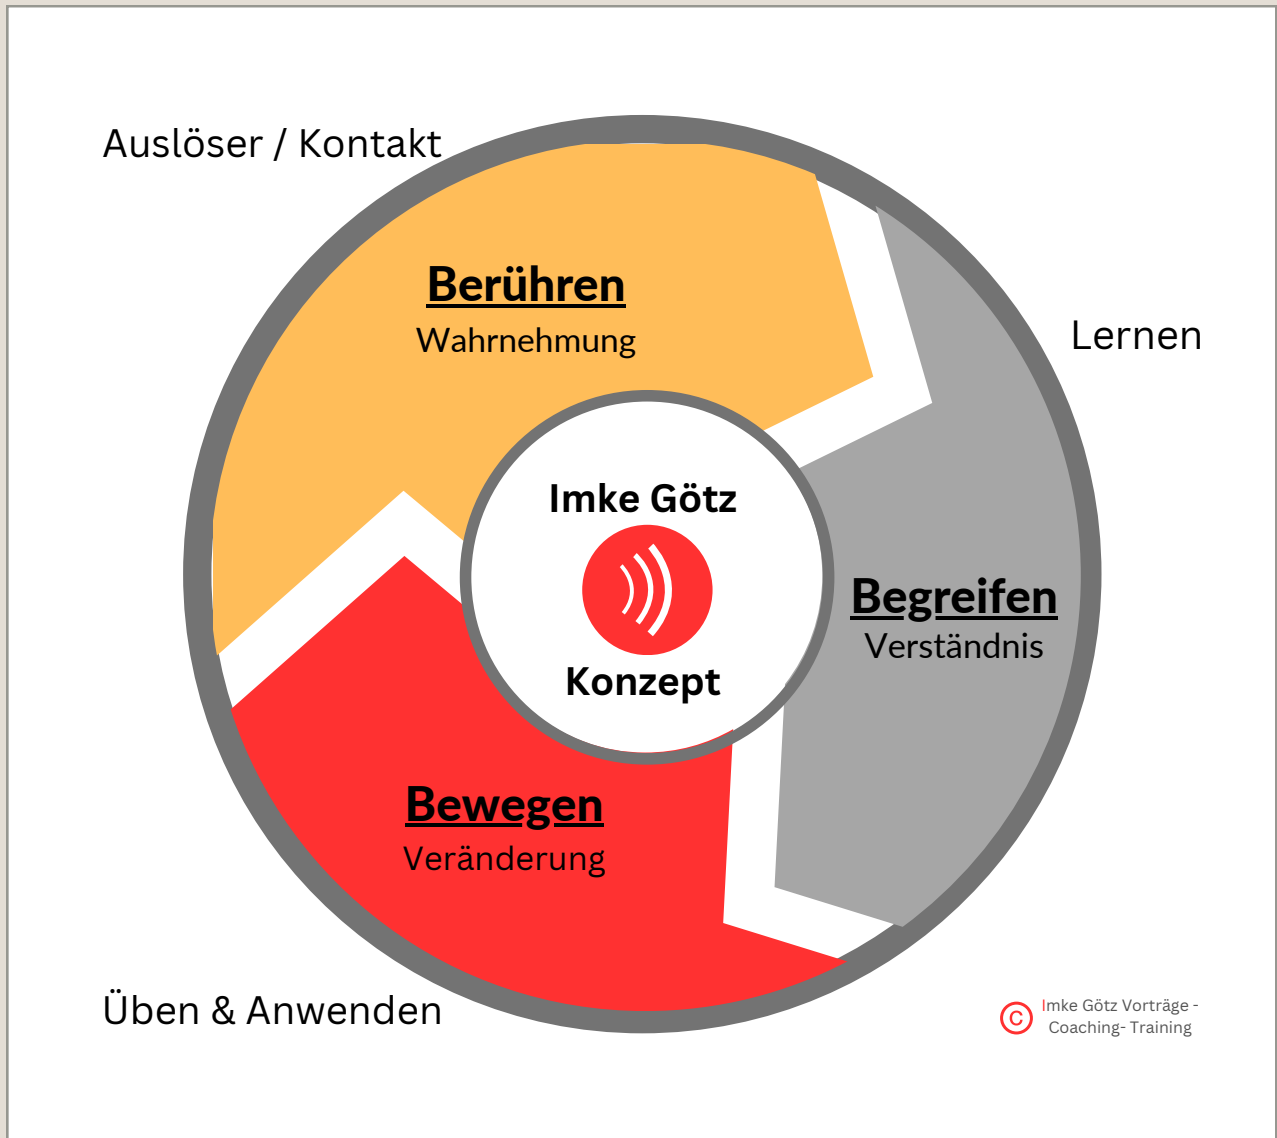 Auslöser / Kontakt
Berühren
Wahrnehmung
Lernen
Imke Götz
Konzept
Begreifen
Verständnis
Bewegen
Veränderung
Üben & Anwenden
© Imke Götz Vorträge -
Coaching- Training